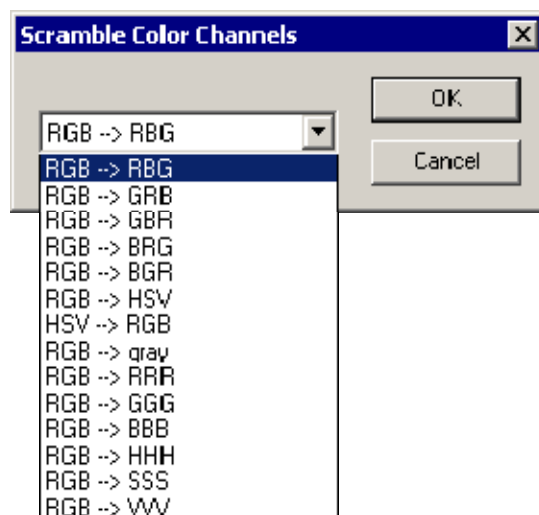 Scramble Color Channels
OK
RGB --> RBG
Cancel
RGB --> RBG
RGB --> GRB
RGB --> GBR
RGB --> BRG
RGB --> BGR
RGB --> HSV
HSV --> RGB
RGB --> gray
RGB --> RRR
RGB --> GGG
RGB --> BBB
RGB --> HHH
RGB --> SSS
RGB --> VVV